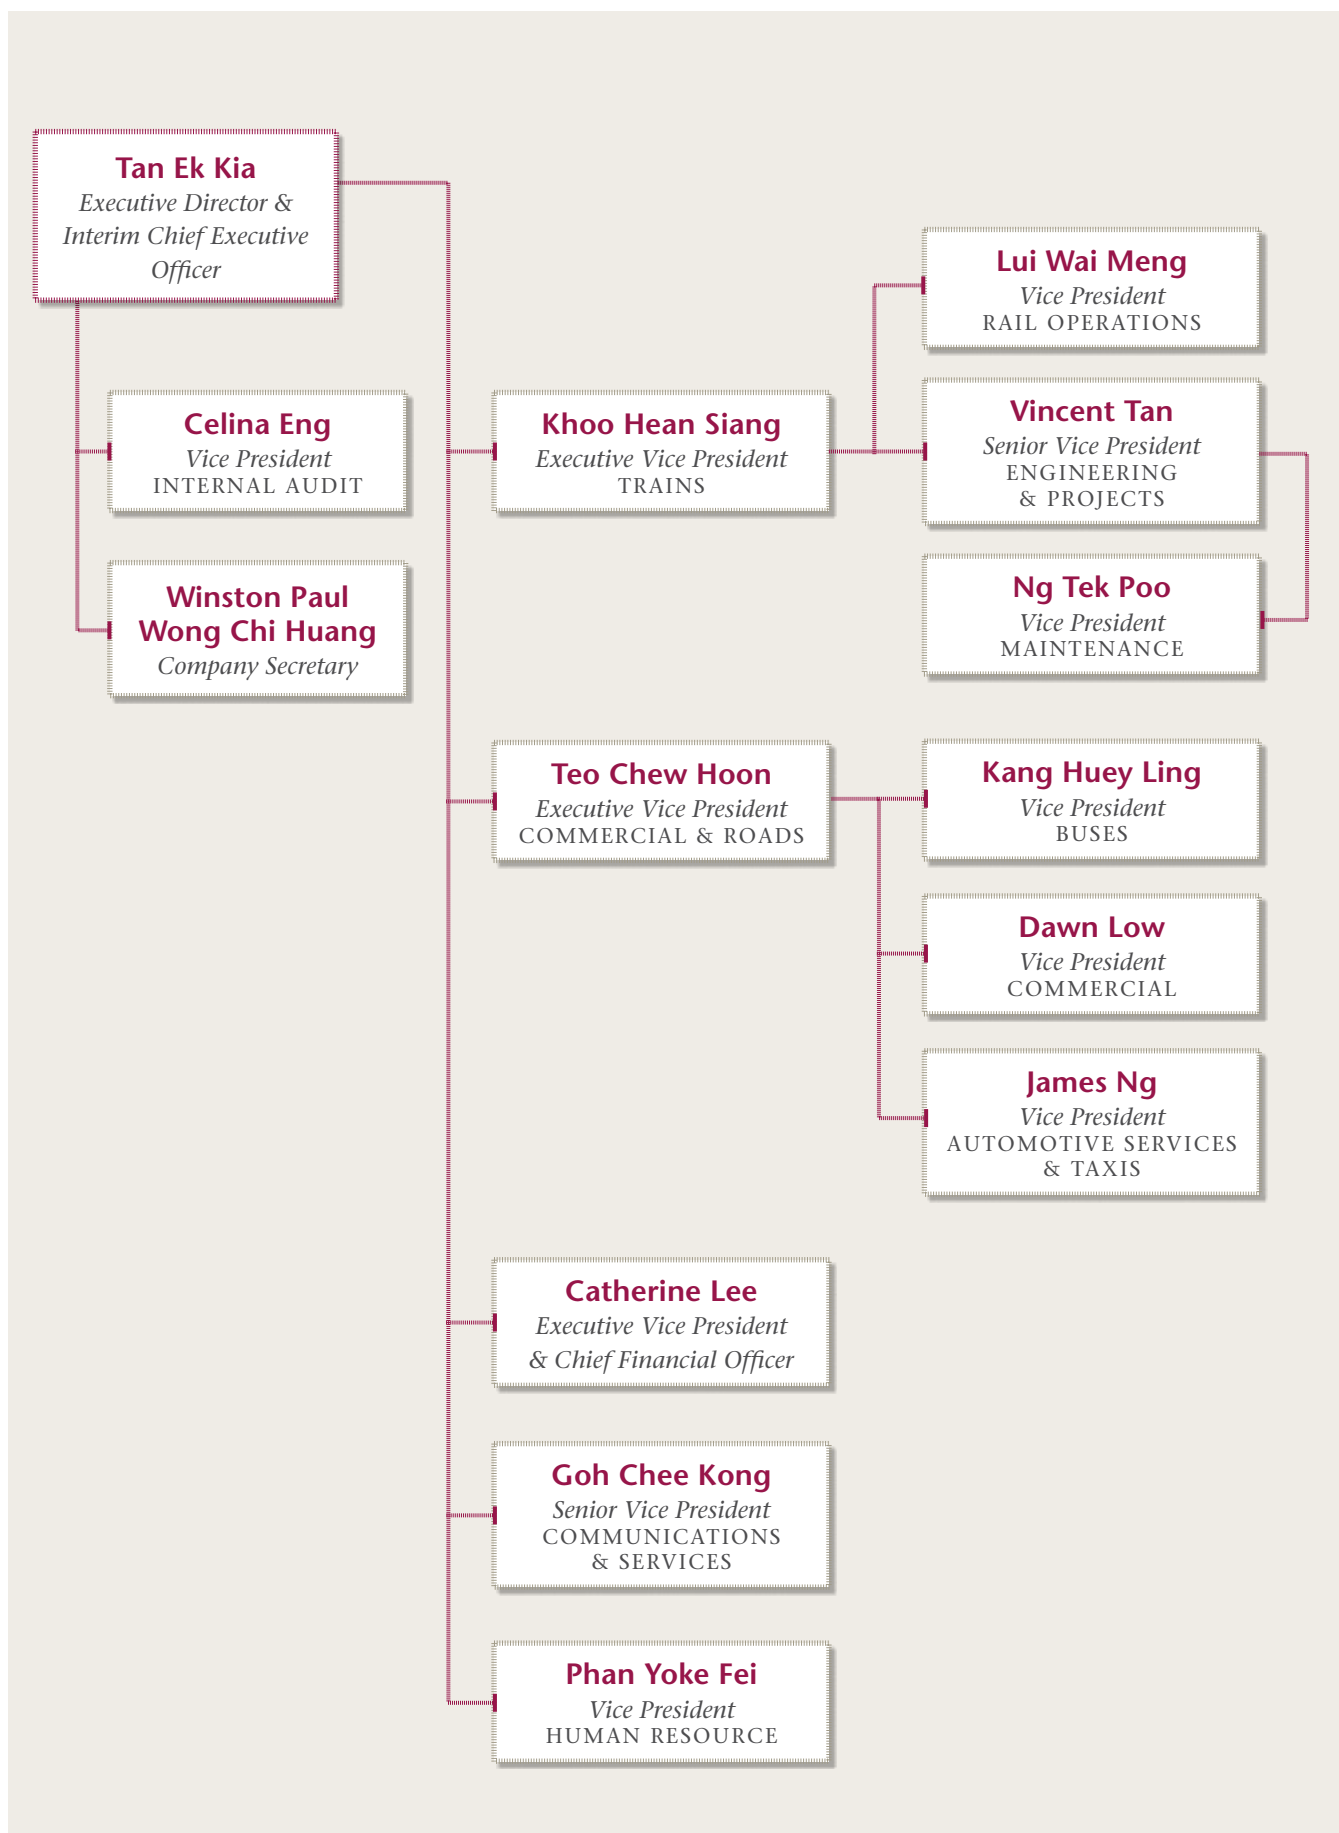 Tan Ek Kia
Executive Director &
Interim Chief Executive
Officer
Celina Eng
Vice President
INTERNAL AUDIT
Winston Paul
Wong Chi Huang
Company Secretary
Khoo Hean Siang
Executive Vice President
TRAINS
Lui Wai Meng
Vice President
RAIL OPERATIONS
Vincent Tan
Senior Vice President
ENGINEERING
& PROJECTS
Ng Tek Poo
Vice President
MAINTENANCE
Teo Chew Hoon
Executive Vice President
COMMERCIAL & ROADS
Kang Huey Ling
Vice President
BUSES
Dawn Low
Vice President
COMMERCIAL
James Ng
Vice President
AUTOMOTIVE SERVICES
& TAXIS
Catherine Lee
Executive Vice President
& Chief Financial Officer
Goh Chee Kong
Senior Vice President
COMMUNICATIONS
& SERVICES
Phan Yoke Fei
Vice President
HUMAN RESOURCE